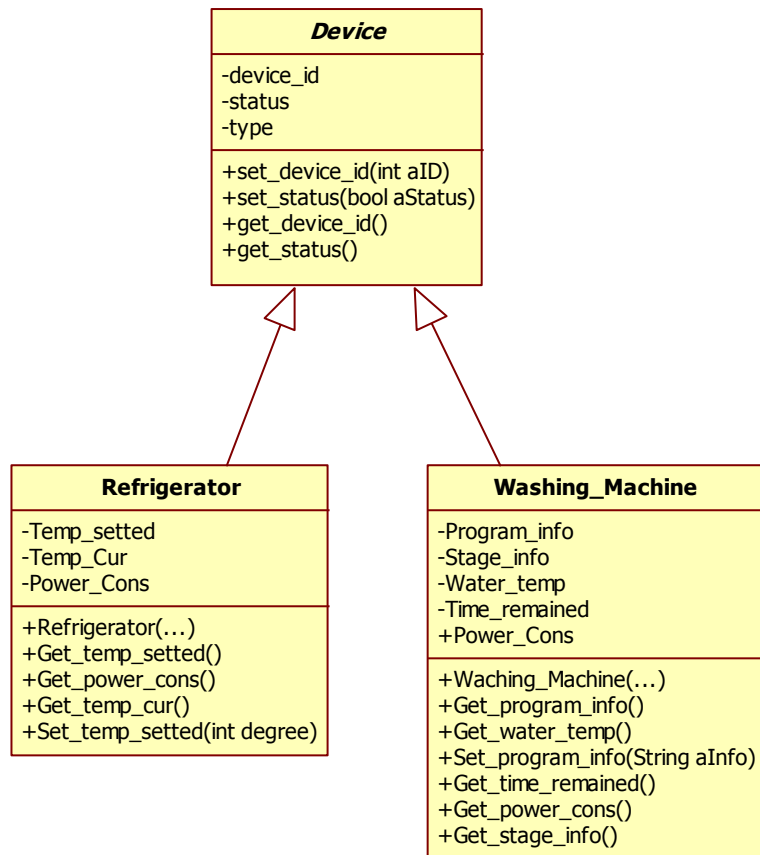 Device
-device_id
-status
-type
+set_device_id(int aID)
+set_status(bool aStatus)
+get_device_id()
+get_status()
Refrigerator
-Temp_setted
-Temp_Cur
-Power_Cons
+Refrigerator(...)
+Get_temp_setted()
+Get_power_cons()
+Get_temp_cur()
+Set_temp_setted(int degree)
Washing_Machine
-Program_info
-Stage_info
-Water_temp
-Time_remained
+Power_Cons
+Waching_Machine(...)
+Get_program_info()
+Get_water_temp()
+Set_program_info(String aInfo)
+Get_time_remained()
+Get_power_cons()
+Get_stage_info()